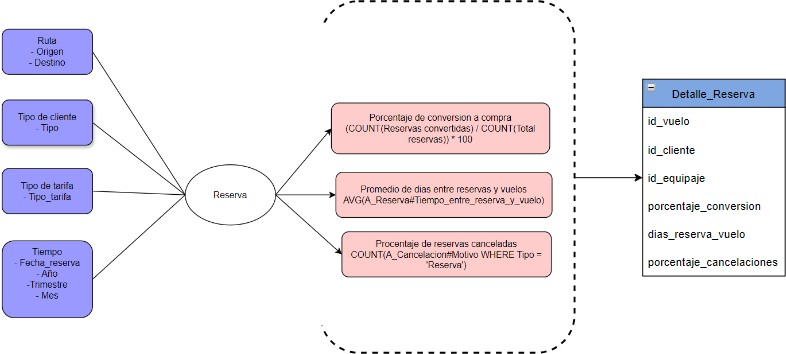 Ruta
- Origen
- Destino
Tipo de cliente
- Tipo
Tipo de tarifa
- Tipo_tarifa
Tiempo
- Fecha_reserva
- Año
-Trimestre
- Mes
Reserva
Porcentaje de conversion a compra
(COUNT(Reservas convertidas) / COUNT(Total
reservas)) * 100
Promedio de dias entre reservas y vuelos
AVG(A_Reserva#Tiempo_entre_reserva_y_vuelo)
Procentaje de reservas canceladas
COUNT(A_Cancelacion#Motivo WHERE Tipo =
'Reserva')
Detalle_Reserva
id_vuelo
id_cliente
id_equipaje
porcentaje_conversion
dias_reserva_vuelo
porcentaje_cancelaciones